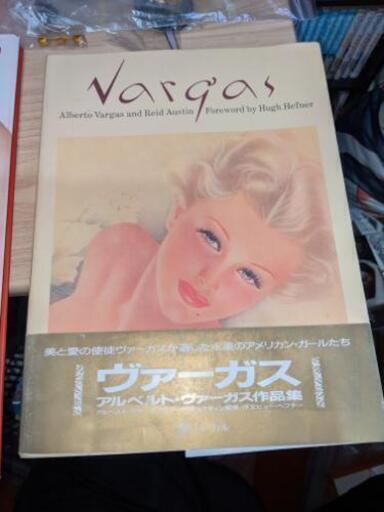 Vargas
Alberto Vargas and Reid Austin Foreword by Hugh Hefner
美と愛の使徒ヴァーガスが遺した永遠のアメリカン・ガールたち
ヴァーガス
アルベルト・ヴァーガス作品集